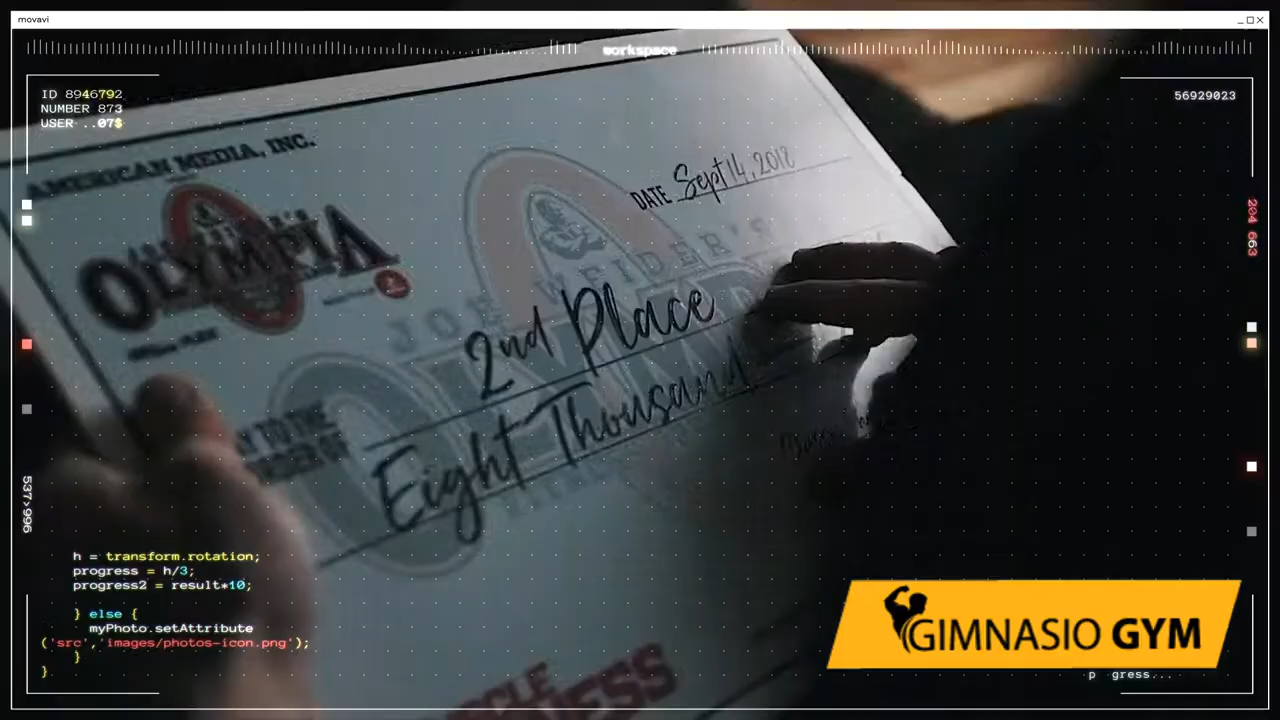 movavi
workspace
ID 8946792
NUMBER 873
USER ..07$
56929023
AMERICAN MEDIA, INC.
OLYMPIA
DATE Sept 14, 2018
JOE WEIDER'S
2nd Place
Eight Thousand
204 663
537>996
h = transform.rotation;
progress = h/3;
progress2 = result*10;
} else {
myPhoto.setAttribute
('src','images/photos-icon.png');
}
}
GIMNASIO GYM
p gress...